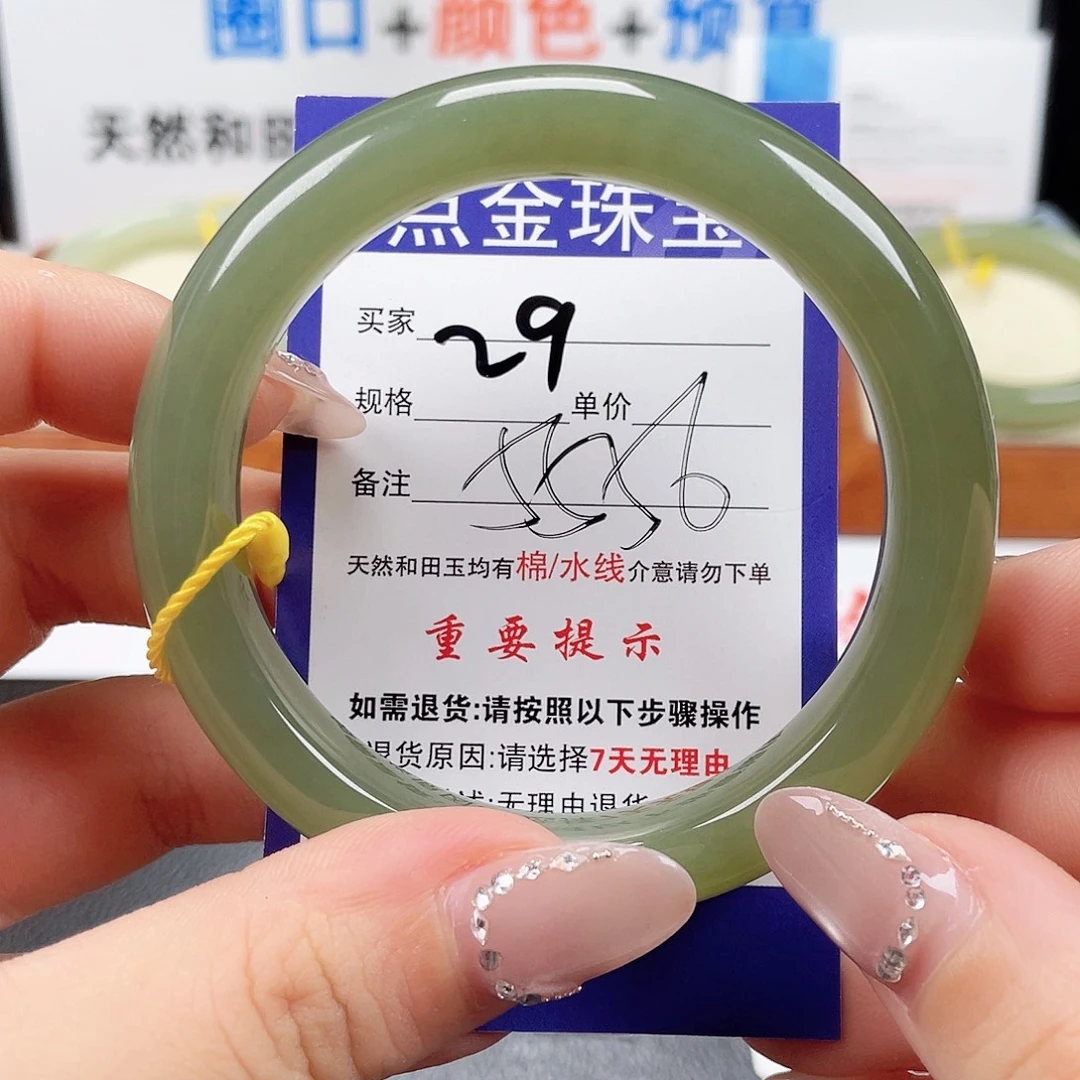 圈口+颜色+预算
天然和田
点金珠宝
买家 29
规格 单价
备注
天然和田玉均有棉/水线介意请勿下单
重要提示
如需退货:请按照以下步骤操作
退货原因:请选择7天无理由
述:无理由退货